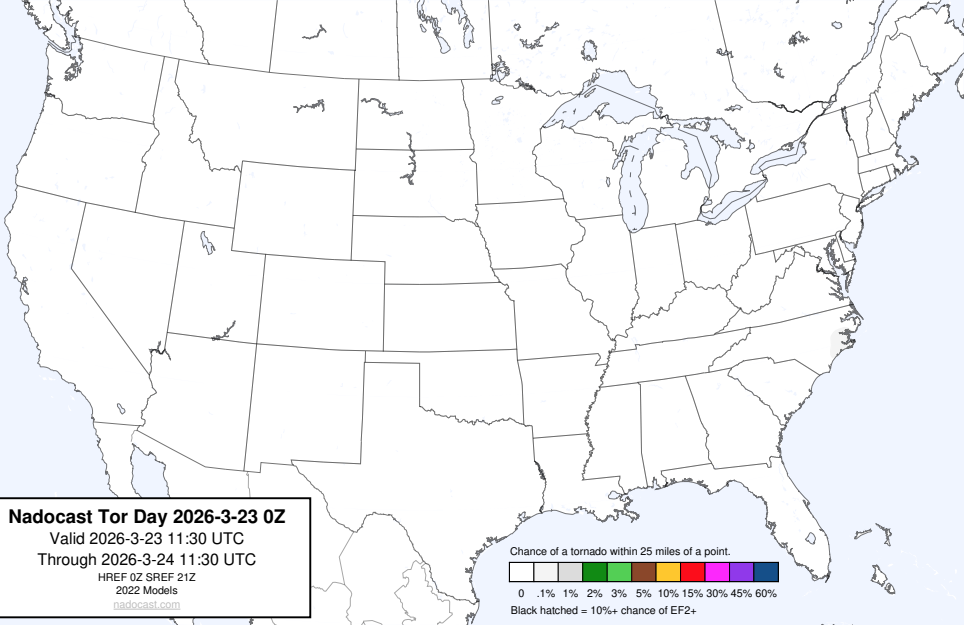 Nadocast Tor Day 2026-3-23 0Z
Valid 2026-3-23 11:30 UTC
Through 2026-3-24 11:30 UTC
HREF 0Z SREF 21Z
2022 Models
nadocast.com
Chance of a tornado within 25 miles of a point.
0 .1% 1% 2% 3% 5% 10% 15% 30% 45% 60%
Black hatched = 10%+ chance of EF2+